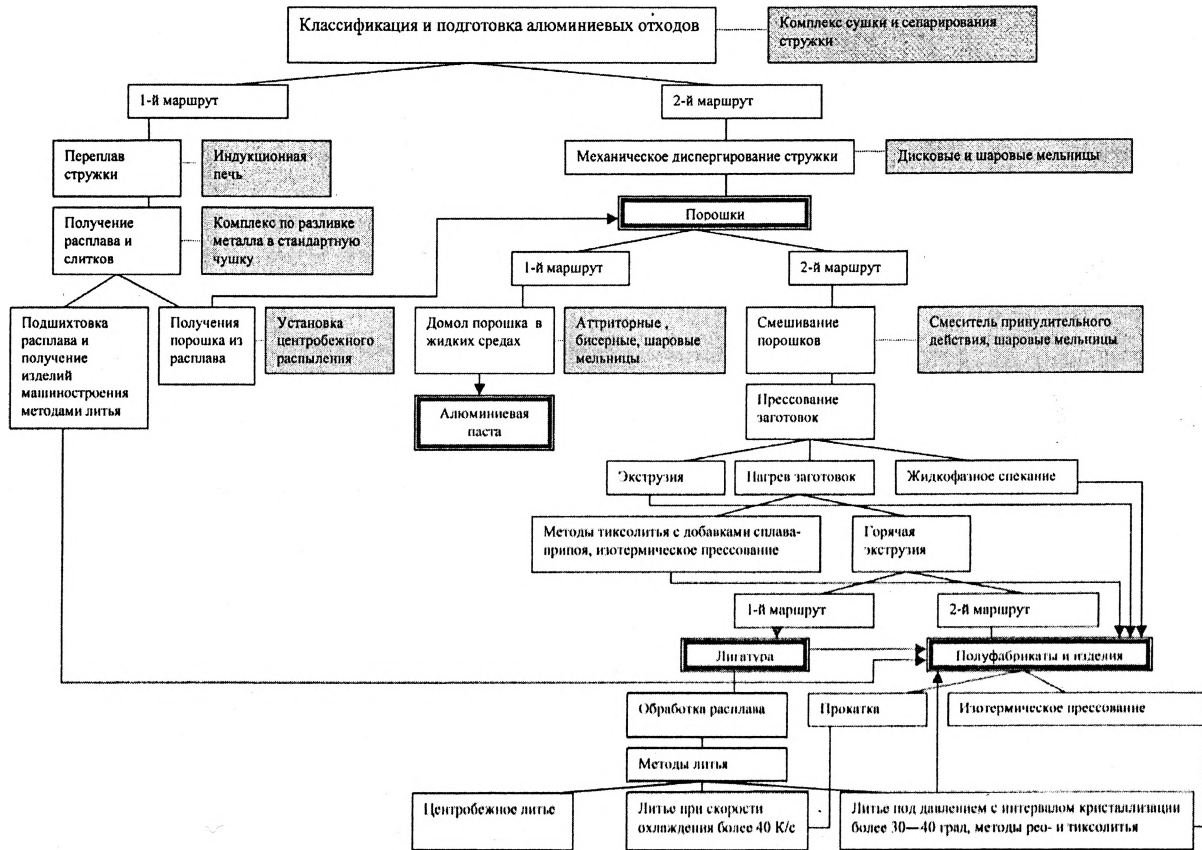 Классификация и подготовка алюминиевых отходов
Комплекс сушки и сепарирования
стружки
1-й маршрут
2-й маршрут
Переплав
стружки
Индукционная
печь
Механическое диспергирование стружки
Дисковые и шаровые мельницы
Получение
расплава и
слитков
Комплекс по разливке
металла в стандартную
чушку
Порошки
1-й маршрут
2-й маршрут
Подшихтовка
расплава и
получение
изделий
машиностроения
методами литья
Получения
порошка из
расплава
Установка
центробежного
распыления
Домол порошка в
жидких средах
Аттриторные ,
бисерные, шаровые
мельницы
Смешивание
порошков
Смеситель принулительного
действия, шаровые мельницы
Алюминиевая
паста
Прессование
заготовок
Экструзия
Нагрев заготовок
Жидкофазное спекание
Методы тиксолитья с добавками сплава-
припоя, изотермическое прессование
Горячая
экструзия
1-й маршрут
2-й маршрут
Лигатура
Полуфабрикаты и изделия
Обработка расплава
Прокатка
Изотермическое прессование
Методы литья
Центробежное литье
Литье при скорости
охлаждения более 40 К/с
Литье под давлением с интервалом кристаллизации
более 30—40 град, методы рео- и тиксолитья